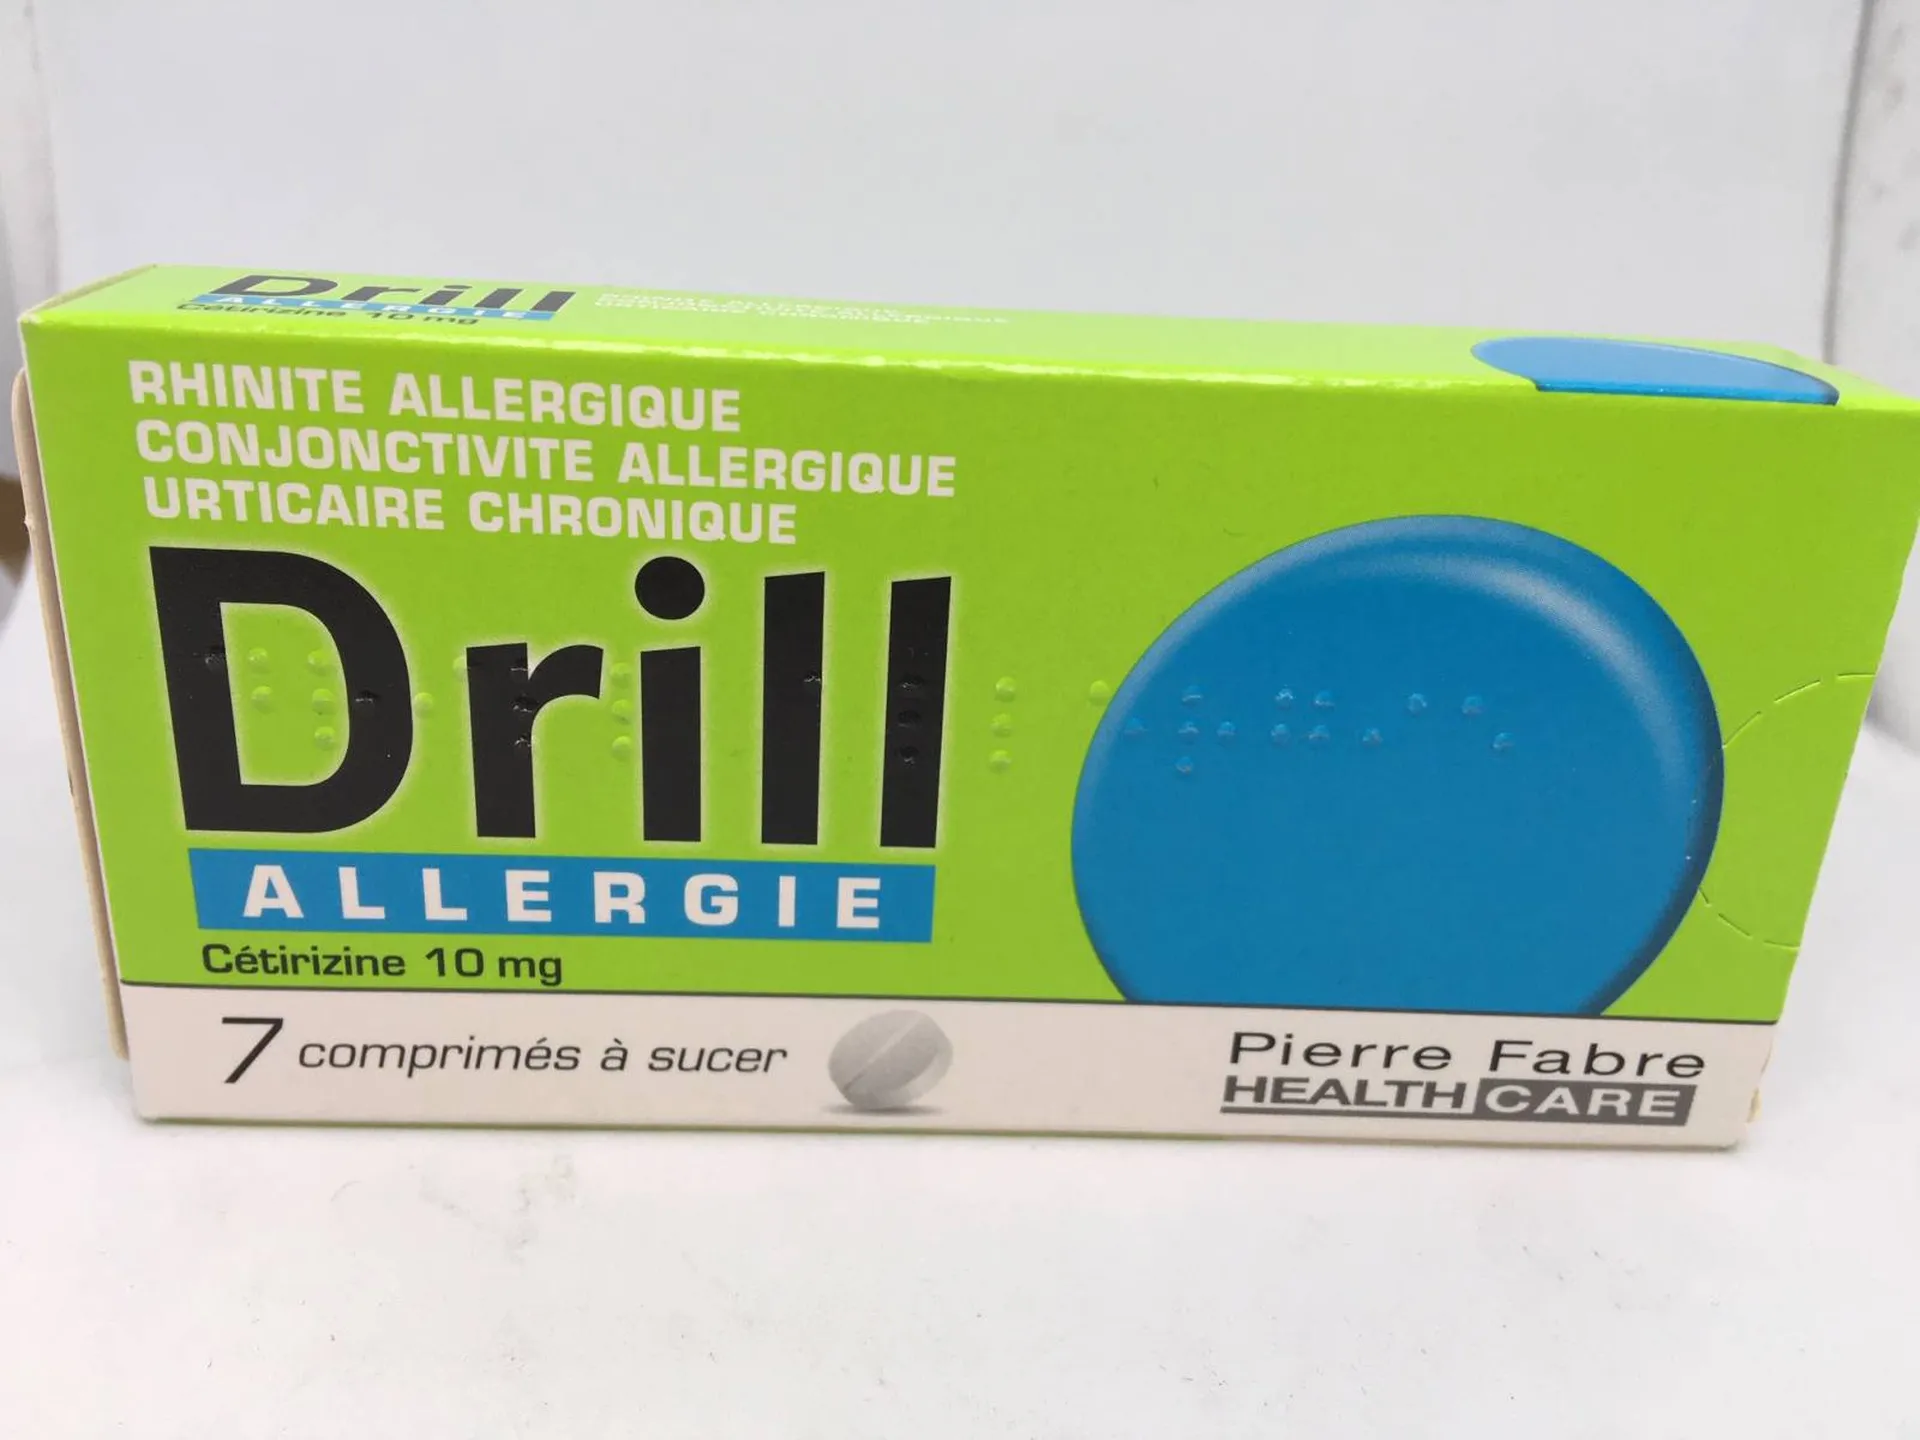 Drill
ALLERGIE
Cétirizine 10 mg
RHINITE ALLERGIQUE
CONJONCTIVITE ALLERGIQUE
URTICAIRE CHRONIQUE
Drill
ALLERGIE
Cétirizine 10 mg
7 comprimés à sucer
Pierre Fabre
HEALTH CARE